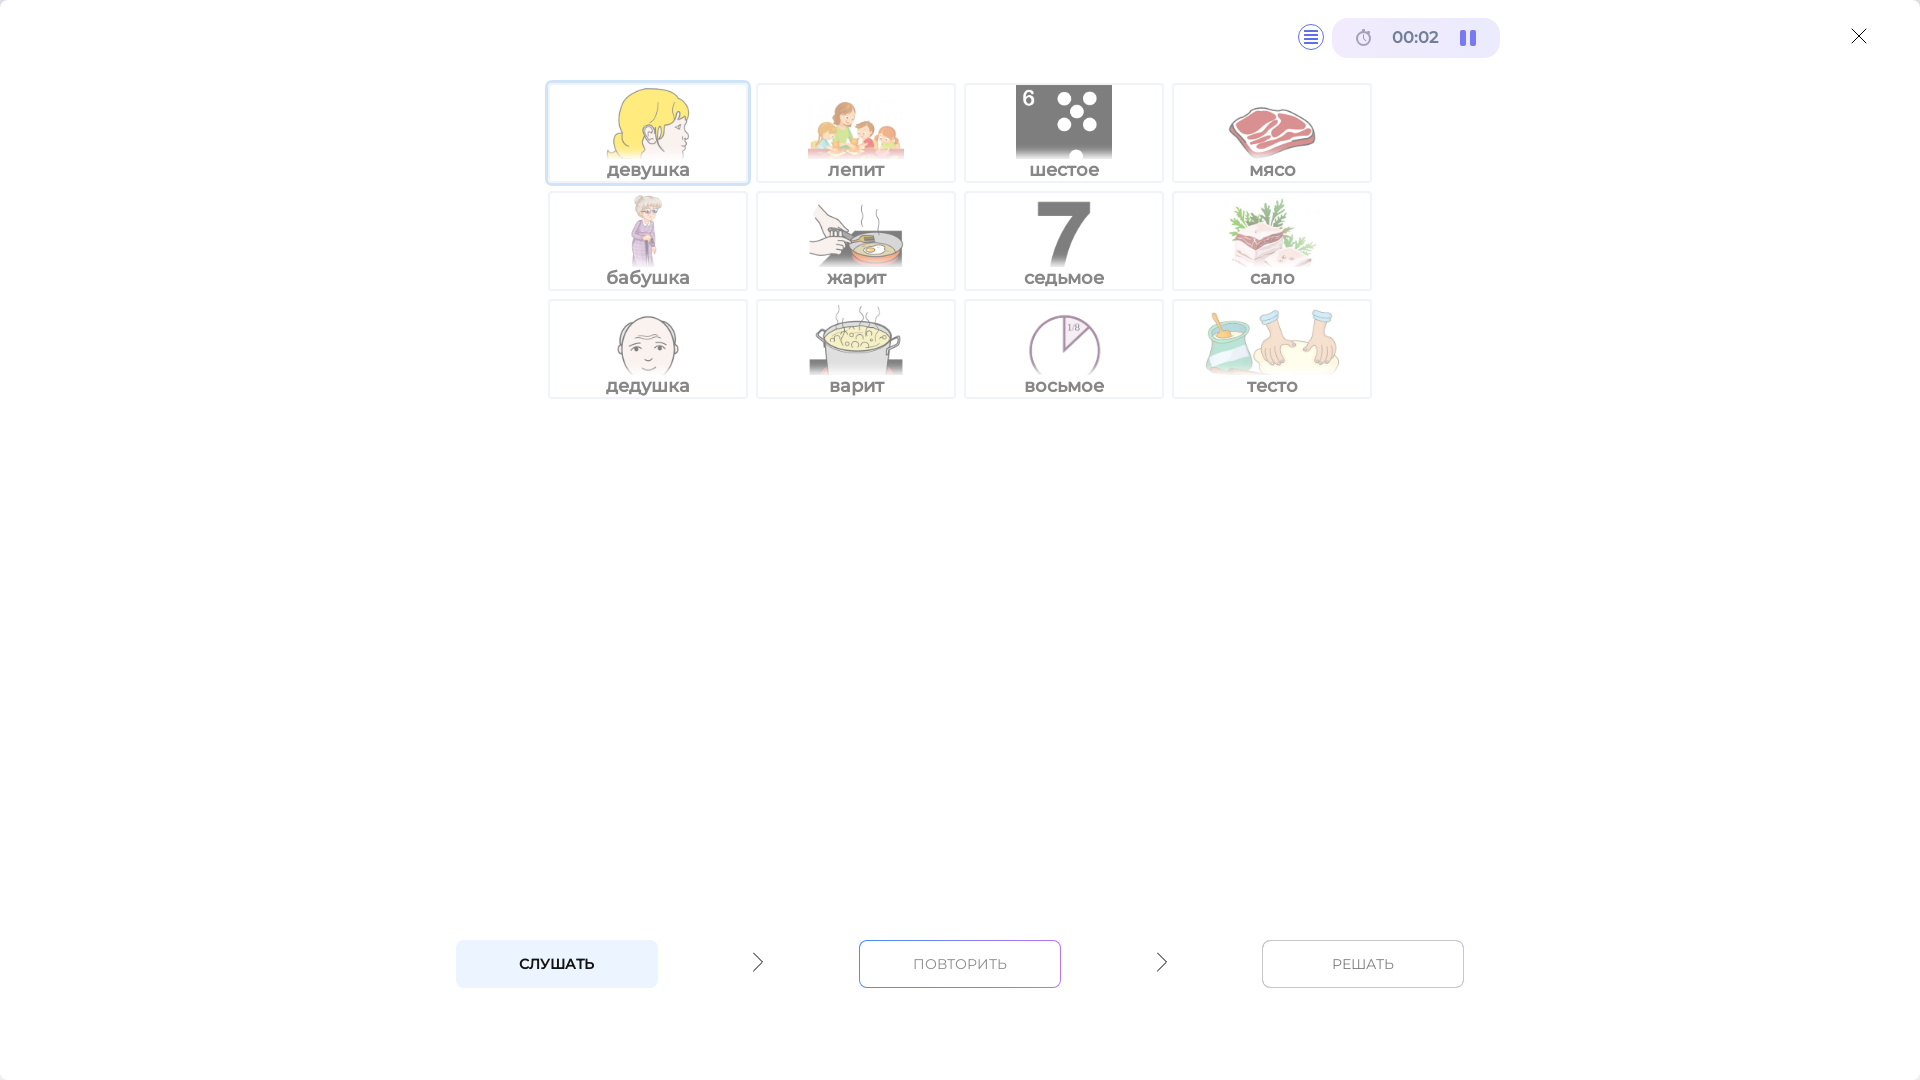 00:02
девушка
лепит
6
шестое
мясо
бабушка
жарит
7
седьмое
сало
дедушка
варит
1/8
восьмое
тесто
СЛУШАТЬ
ПОВТОРИТЬ
РЕШАТЬ